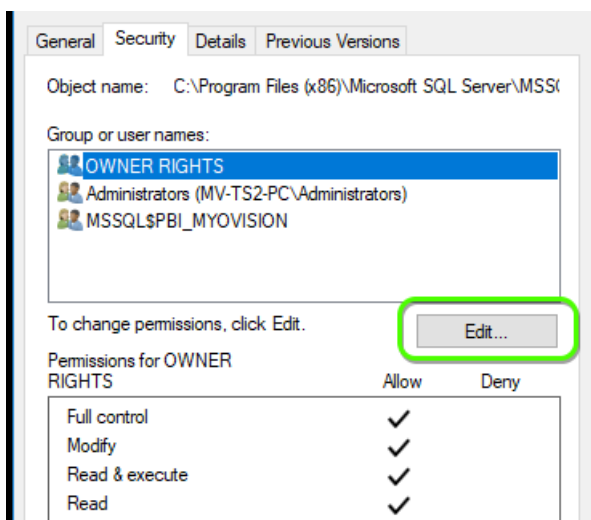 General Security Details Previous Versions
Object name: C:\Program Files (x86)\Microsoft SQL Server\MSS(
Group or user names:
OWNER RIGHTS
Administrators (MV-TS2-PC\Administrators)
MSSQL$PBI_MYOVISION
To change permissions, click Edit.
Edit...
Permissions for OWNER
RIGHTS Allow Deny
Full control
Modify
Read & execute
Read